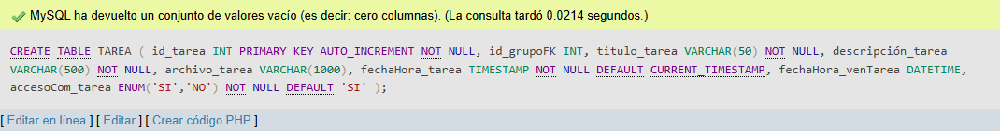 MySQL ha devuelto un conjunto de valores vacío (es decir: cero columnas). (La consulta tardó 0.0214 segundos.)
CREATE TABLE TAREA ( id_tarea INT PRIMARY KEY AUTO_INCREMENT NOT NULL, id_grupoFK INT, titulo_tarea VARCHAR(50) NOT NULL, descripción_tarea
VARCHAR(500) NOT NULL, archivo_tarea VARCHAR(1000), fechaHora_tarea TIMESTAMP NOT NULL DEFAULT CURRENT_TIMESTAMP, fechaHora_venTarea DATETIME,
accesoCom_tarea ENUM('SI','NO') NOT NULL DEFAULT 'SI' );
[ Editar en línea ] [ Editar ] [ Crear código PHP ]